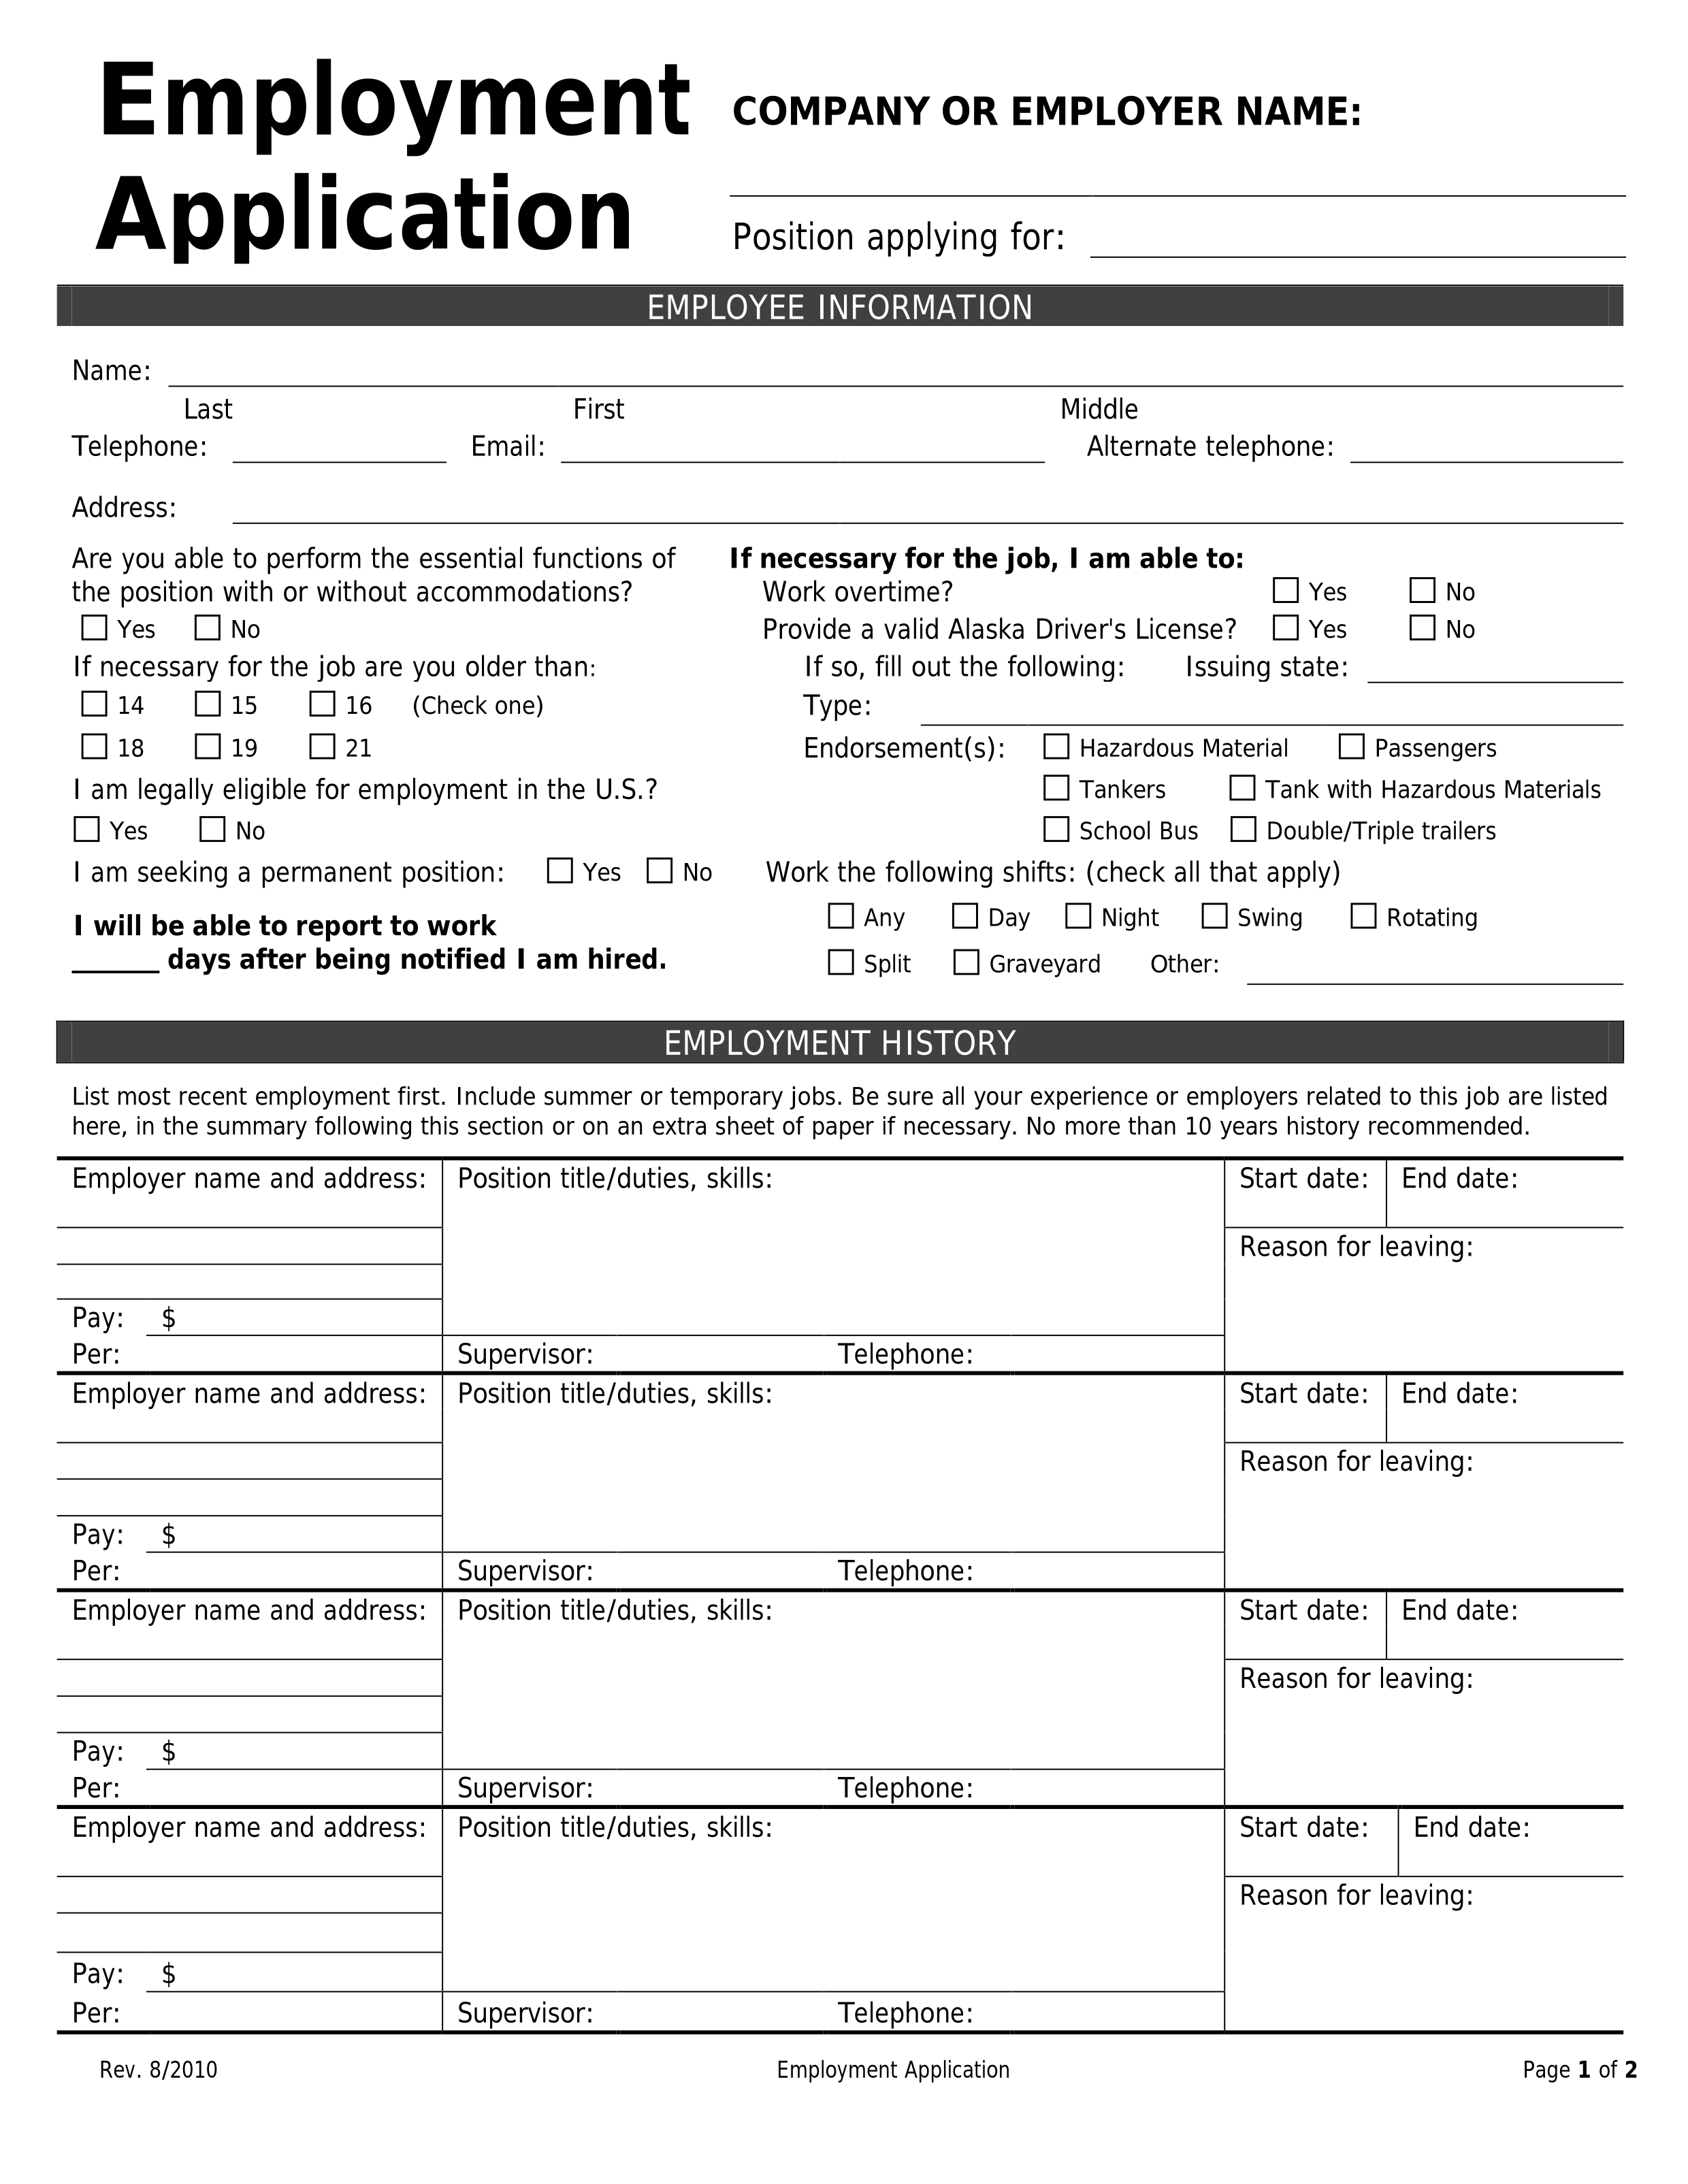 Employment
Application
COMPANY OR EMPLOYER NAME:
Position applying for:
EMPLOYEE INFORMATION
Name:
Last First Middle
Telephone: Email: Alternate telephone:
Address:
Are you able to perform the essential functions of
the position with or without accommodations?
Yes No
If necessary for the job are you older than:
14 15 16 (Check one)
18 19 21
I am legally eligible for employment in the U.S.?
Yes No
I am seeking a permanent position: Yes No
I will be able to report to work
______ days after being notified I am hired.
If necessary for the job, I am able to:
Work overtime? Yes No
Provide a valid Alaska Driver's License? Yes No
If so, fill out the following: Issuing state:
Type:
Endorsement(s): Hazardous Material Passengers
Tankers Tank with Hazardous Materials
School Bus Double/Triple trailers
Work the following shifts: (check all that apply)
Any Day Night Swing Rotating
Split Graveyard Other:
EMPLOYMENT HISTORY
List most recent employment first. Include summer or temporary jobs. Be sure all your experience or employers related to this job are listed
here, in the summary following this section or on an extra sheet of paper if necessary. No more than 10 years history recommended.
Employer name and address: Position title/duties, skills: Start date: End date:
Reason for leaving:
Pay: $
Per: Supervisor: Telephone:
Employer name and address: Position title/duties, skills: Start date: End date:
Reason for leaving:
Pay: $
Per: Supervisor: Telephone:
Employer name and address: Position title/duties, skills: Start date: End date:
Reason for leaving:
Pay: $
Per: Supervisor: Telephone:
Employer name and address: Position title/duties, skills: Start date: End date:
Reason for leaving:
Pay: $
Per: Supervisor: Telephone:
Rev. 8/2010 Employment Application Page 1 of 2